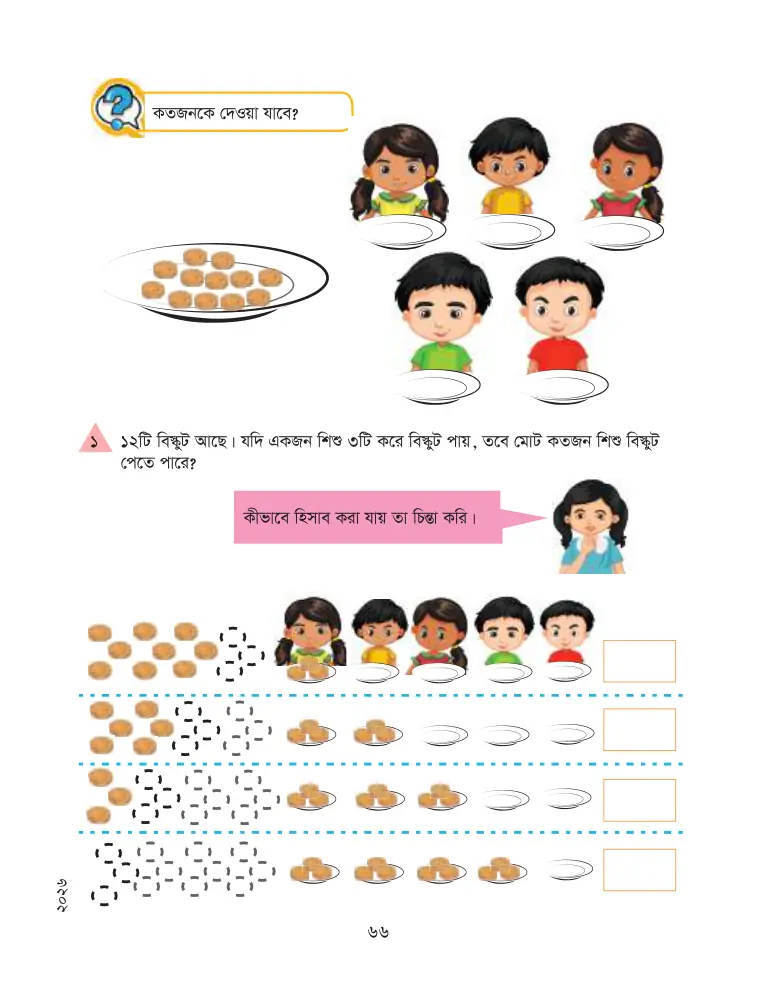 কতজনকে দেওয়া যাবে?
১ ১২টি বিস্কুট আছে। যদি একজন শিশু ৩টি করে বিস্কুট পায়, তবে মোট কতজন শিশু বিস্কুট
পেতে পারে?
কীভাবে হিসাব করা যায় তা চিন্তা করি।
২০২৬
৬৬